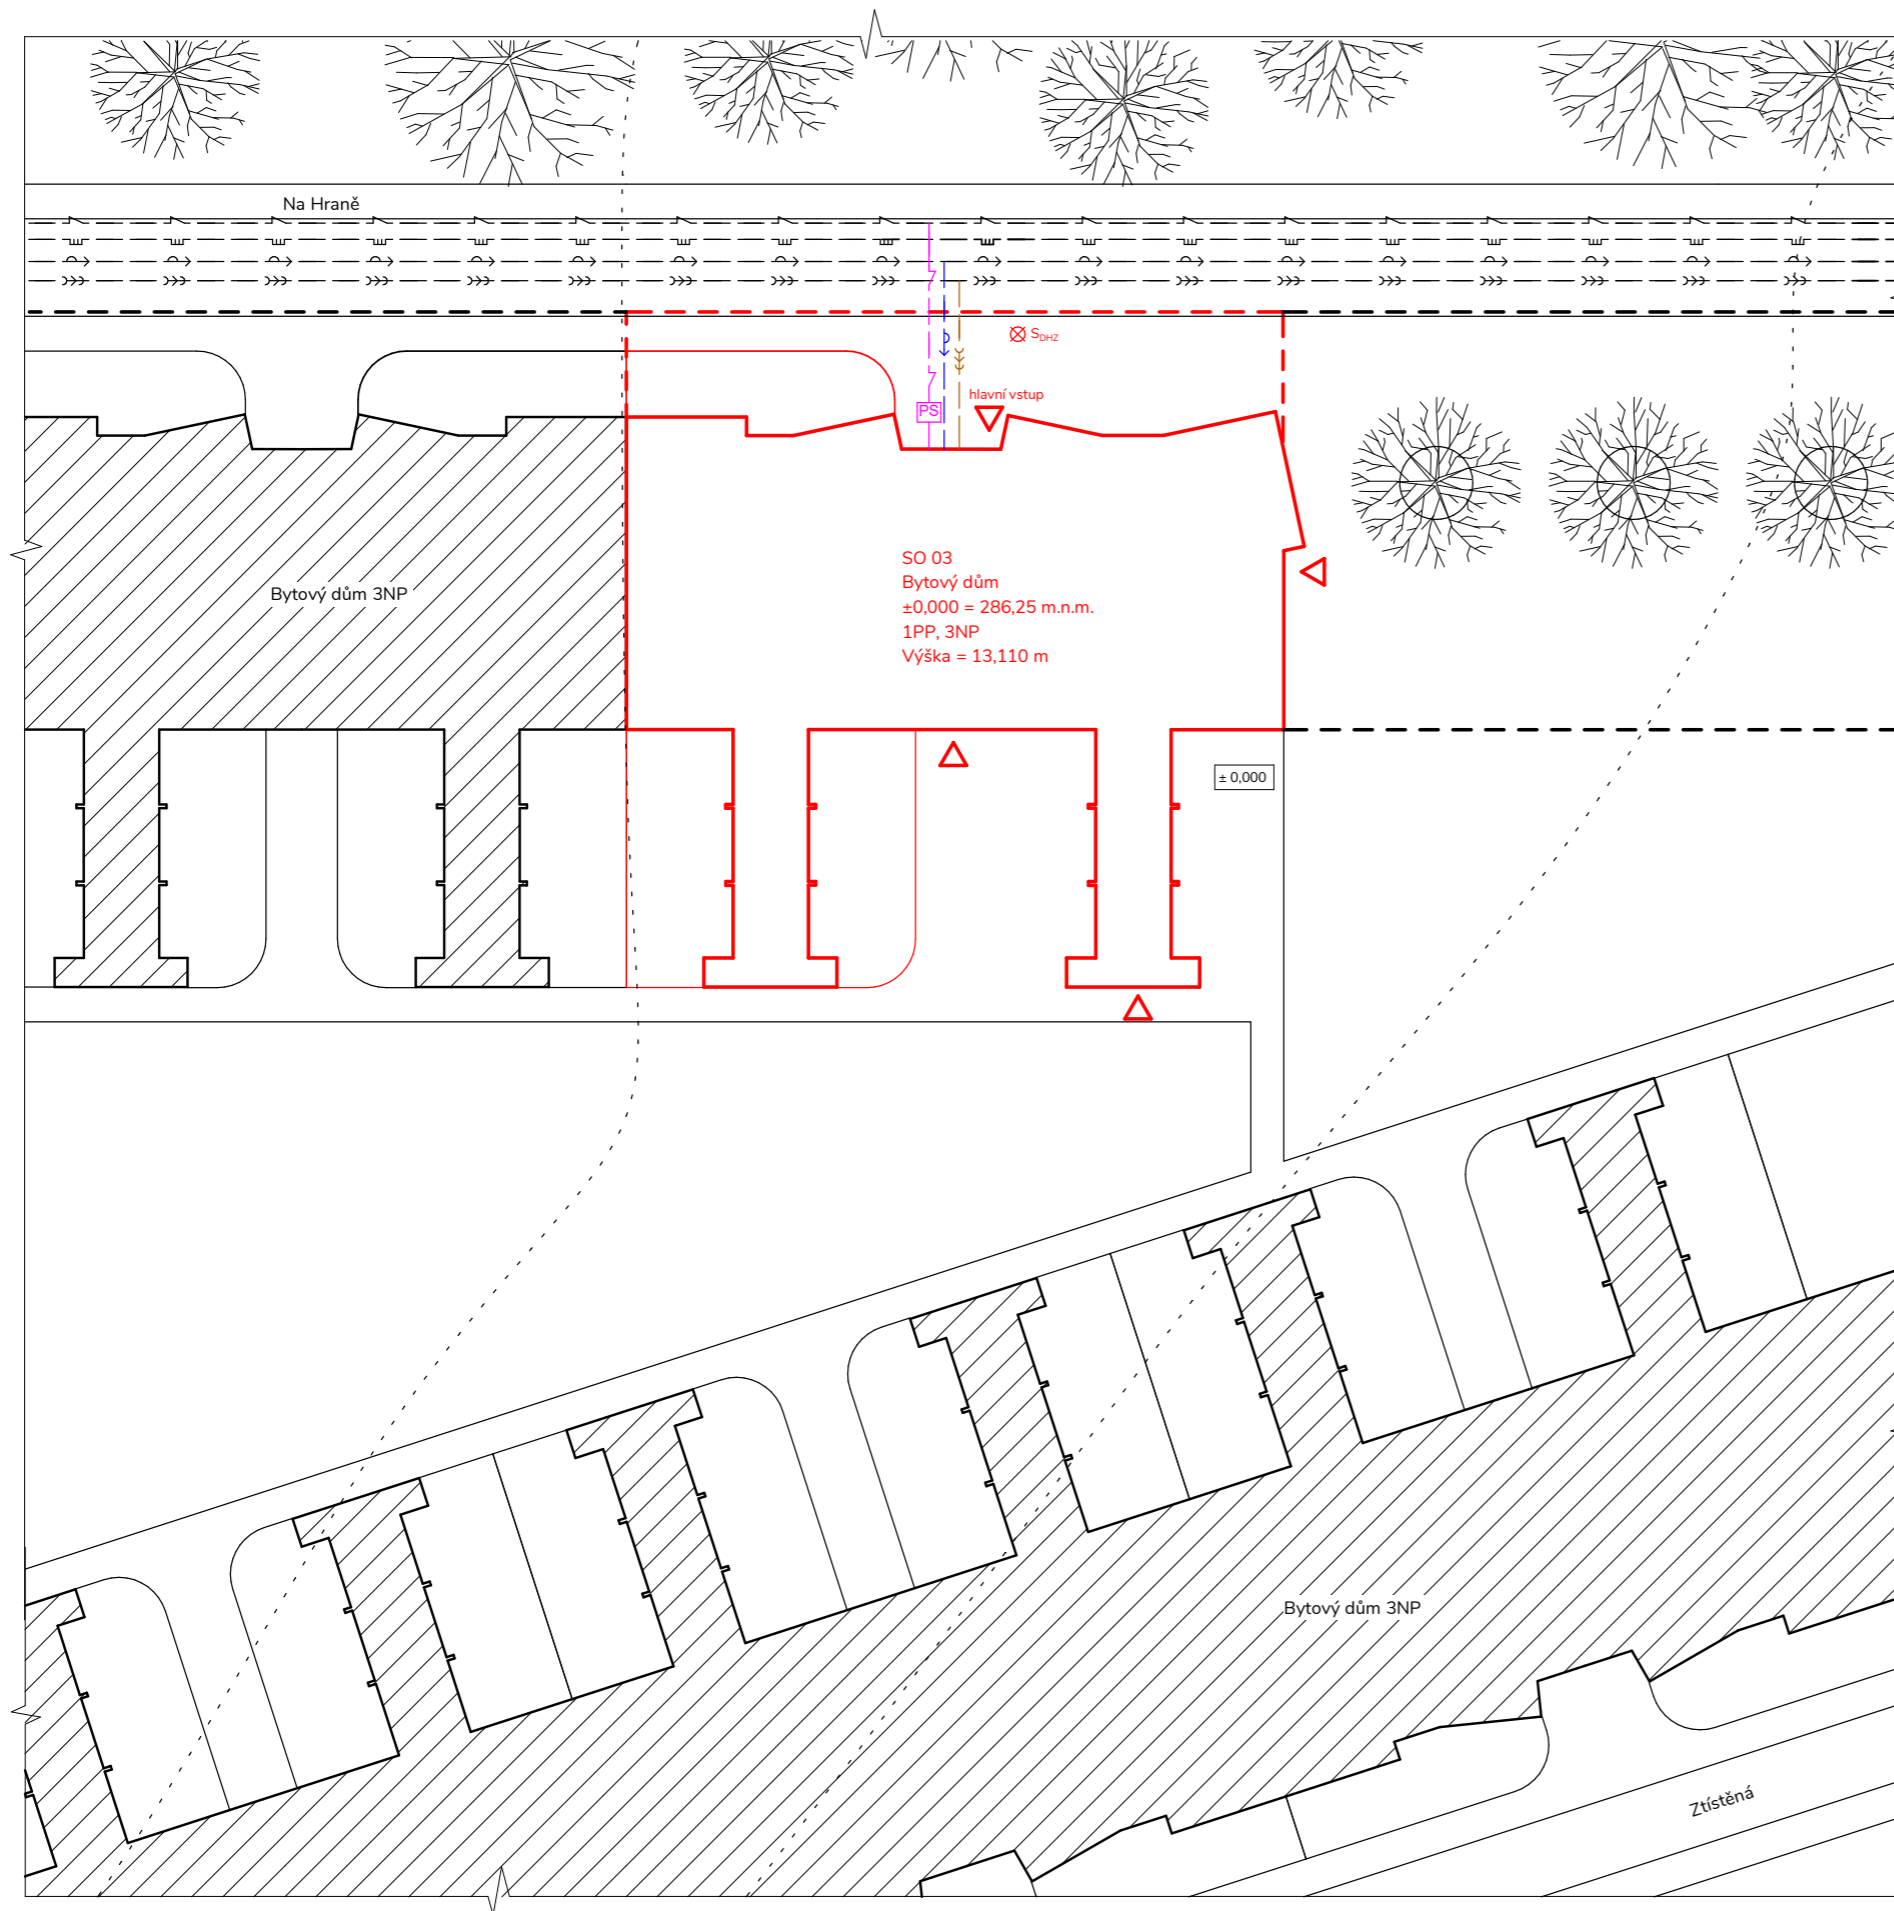 Na Hraně
S_DHZ
hlavní vstup
PS
SO 03
Bytový dům
±0,000 = 286,25 m.n.m.
1PP, 3NP
Výška = 13,110 m
Bytový dům 3NP
± 0,000
Bytový dům 3NP
Ztístěná